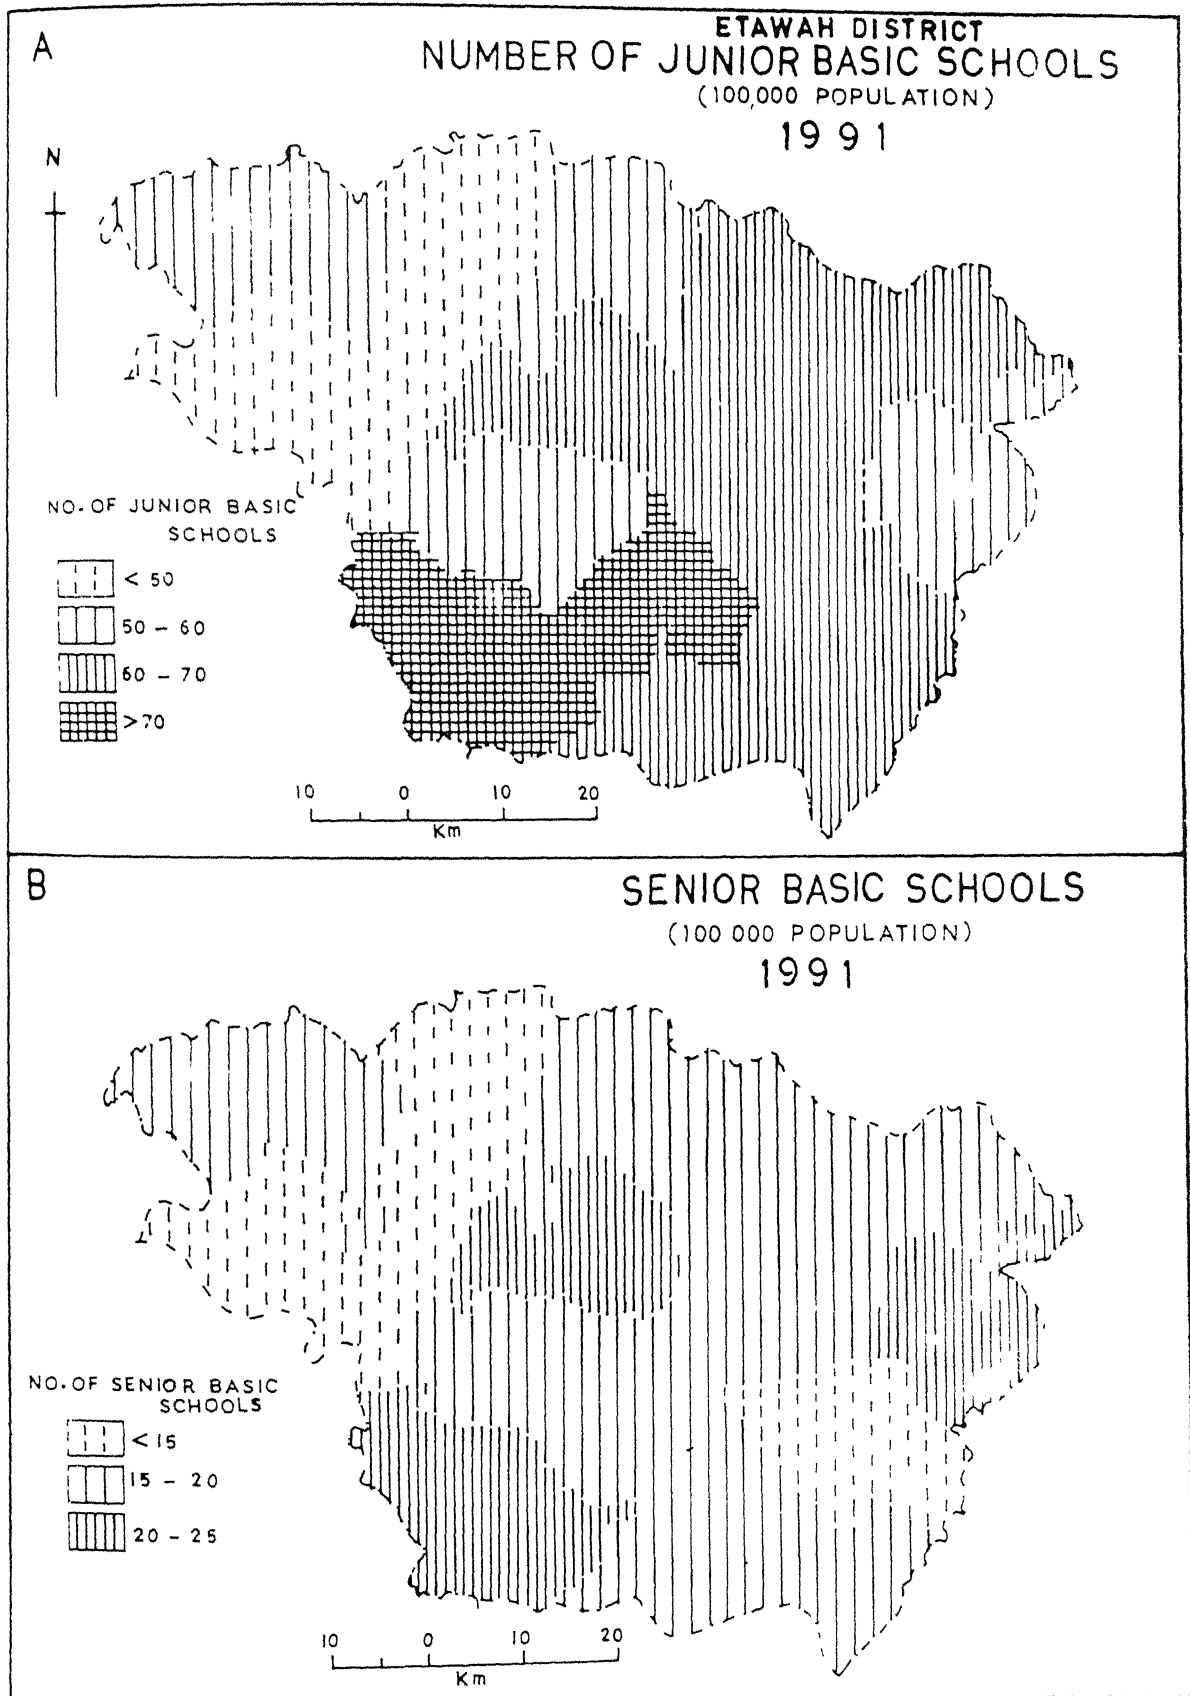 A
ETAWAH DISTRICT
NUMBER OF JUNIOR BASIC SCHOOLS
(100,000 POPULATION)
1991
N
NO. OF JUNIOR BASIC
SCHOOLS
< 50
50 - 60
60 - 70
>70
10 0 10 20
Km
B
SENIOR BASIC SCHOOLS
(100 000 POPULATION)
1991
NO. OF SENIOR BASIC
SCHOOLS
< 15
15 - 20
20 - 25
10 0 10 20
Km